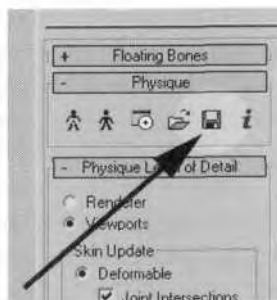 + Floating Bones
- Physique
i
- Physique Level of Detail
Renderer
Viewports
Skin Update
Deformable
Joint Intersections